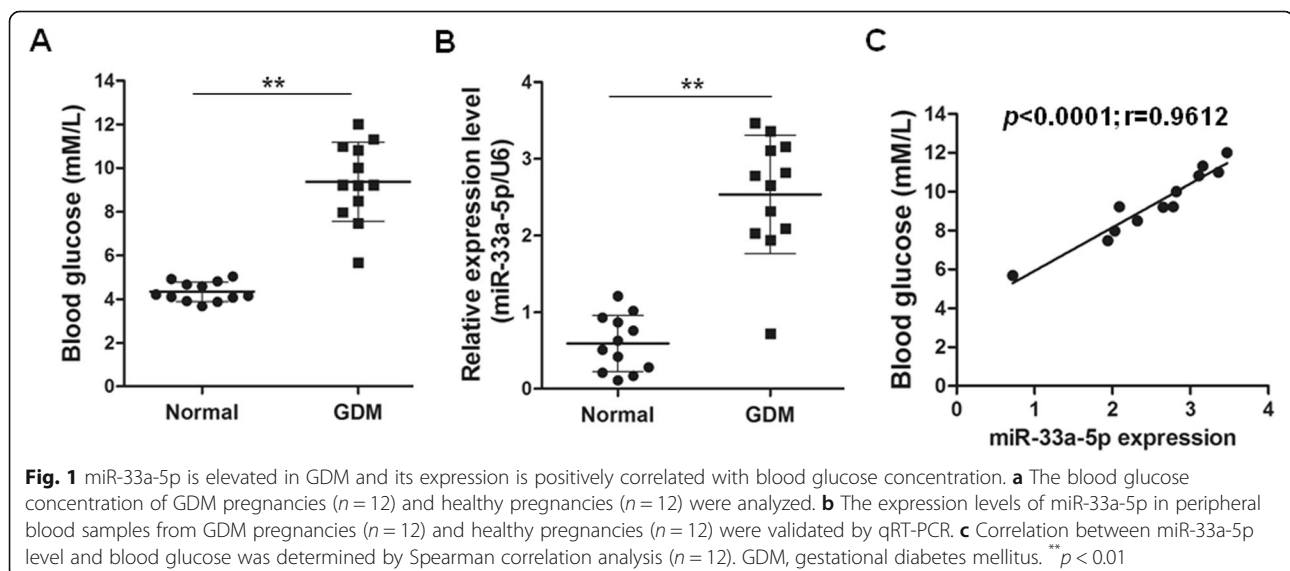 A
Blood glucose (mM/L)
14
12
10
8
6
4
2
0
**
Normal
GDM
B
Relative expression level
(miR-33a-5p/U6)
4
3
2
1
0
**
Normal
GDM
C
Blood glucose (mM/L)
14
12
10
8
6
4
2
0
p<0.0001; r=0.9612
0
1
2
3
4
miR-33a-5p expression
Fig. 1 miR-33a-5p is elevated in GDM and its expression is positively correlated with blood glucose concentration. a The blood glucose
concentration of GDM pregnancies (n = 12) and healthy pregnancies (n = 12) were analyzed. b The expression levels of miR-33a-5p in peripheral
blood samples from GDM pregnancies (n = 12) and healthy pregnancies (n = 12) were validated by qRT-PCR. c Correlation between miR-33a-5p
level and blood glucose was determined by Spearman correlation analysis (n = 12). GDM, gestational diabetes mellitus. **p < 0.01